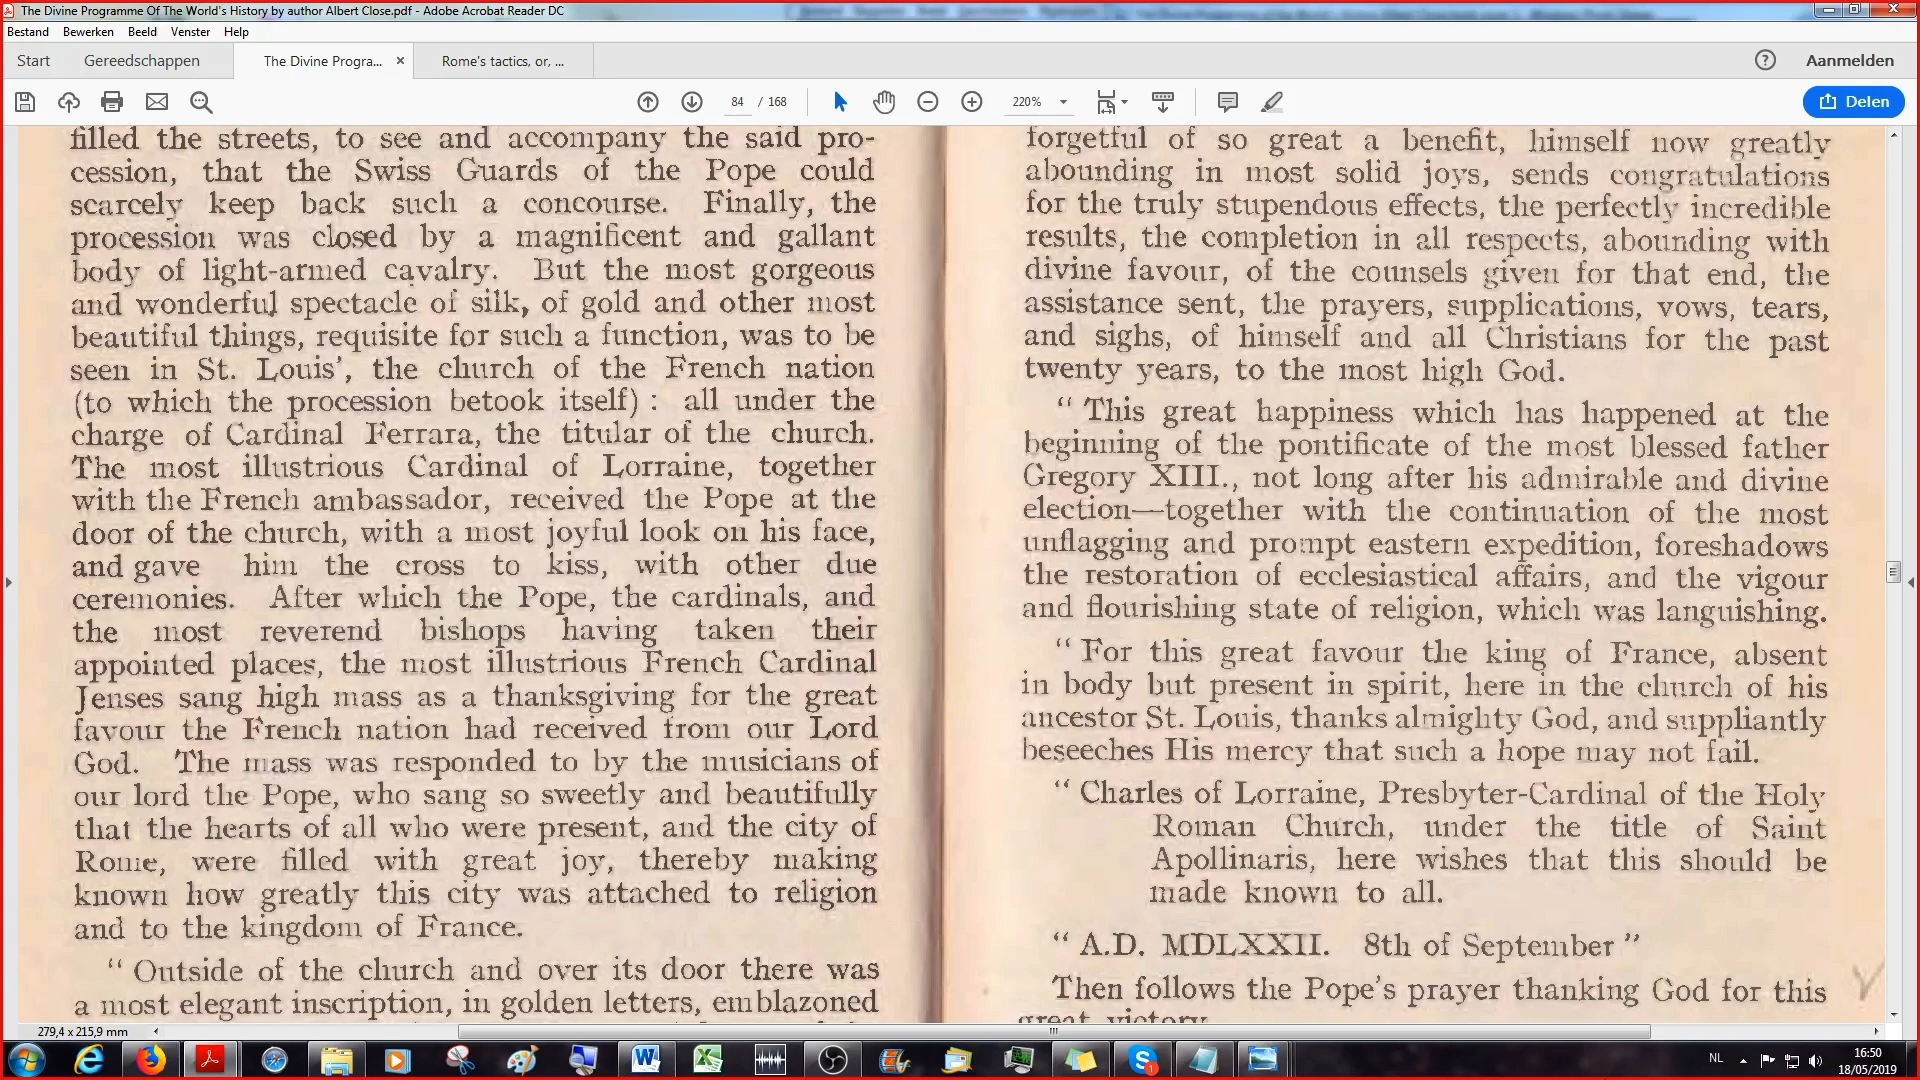 The Divine Programme Of The World's History by author Albert Close.pdf - Adobe Acrobat Reader DC
Bestand Bewerken Beeld Venster Help
Start Gereedschappen The Divine Progra... × Rome's tactics, or, ... Aanmelden
84 / 168 220% Delen
filled the streets, to see and accompany the said pro-
cession, that the Swiss Guards of the Pope could
scarcely keep back such a concourse. Finally, the
procession was closed by a magnificent and gallant
body of light-armed cavalry. But the most gorgeous
and wonderful spectacle of silk, of gold and other most
beautiful things, requisite for such a function, was to be
seen in St. Louis', the church of the French nation
(to which the procession betook itself) : all under the
charge of Cardinal Ferrara, the titular of the church.
The most illustrious Cardinal of Lorraine, together
with the French ambassador, received the Pope at the
door of the church, with a most joyful look on his face,
and gave him the cross to kiss, with other due
ceremonies. After which the Pope, the cardinals, and
the most reverend bishops having taken their
appointed places, the most illustrious French Cardinal
Jenses sang high mass as a thanksgiving for the great
favour the French nation had received from our Lord
God. The mass was responded to by the musicians of
our lord the Pope, who sang so sweetly and beautifully
that the hearts of all who were present, and the city of
Rome, were filled with great joy, thereby making
known how greatly this city was attached to religion
and to the kingdom of France.
" Outside of the church and over its door there was
a most elegant inscription, in golden letters, emblazoned
forgetful of so great a benefit, himself now greatly
abounding in most solid joys, sends congratulations
for the truly stupendous effects, the perfectly incredible
results, the completion in all respects, abounding with
divine favour, of the counsels given for that end, the
assistance sent, the prayers, supplications, vows, tears,
and sighs, of himself and all Christians for the past
twenty years, to the most high God.
" This great happiness which has happened at the
beginning of the pontificate of the most blessed father
Gregory XIII., not long after his admirable and divine
election—together with the continuation of the most
unflagging and prompt eastern expedition, foreshadows
the restoration of ecclesiastical affairs, and the vigour
and flourishing state of religion, which was languishing.
" For this great favour the king of France, absent
in body but present in spirit, here in the church of his
ancestor St. Louis, thanks almighty God, and suppliantly
beseeches His mercy that such a hope may not fail.
" Charles of Lorraine, Presbyter-Cardinal of the Holy
Roman Church, under the title of Saint
Apollinaris, here wishes that this should be
made known to all.
" A.D. MDLXXII. 8th of September "
Then follows the Pope's prayer thanking God for this
great victory
279,4 x 215,9 mm
NL 16:50
18/05/2019